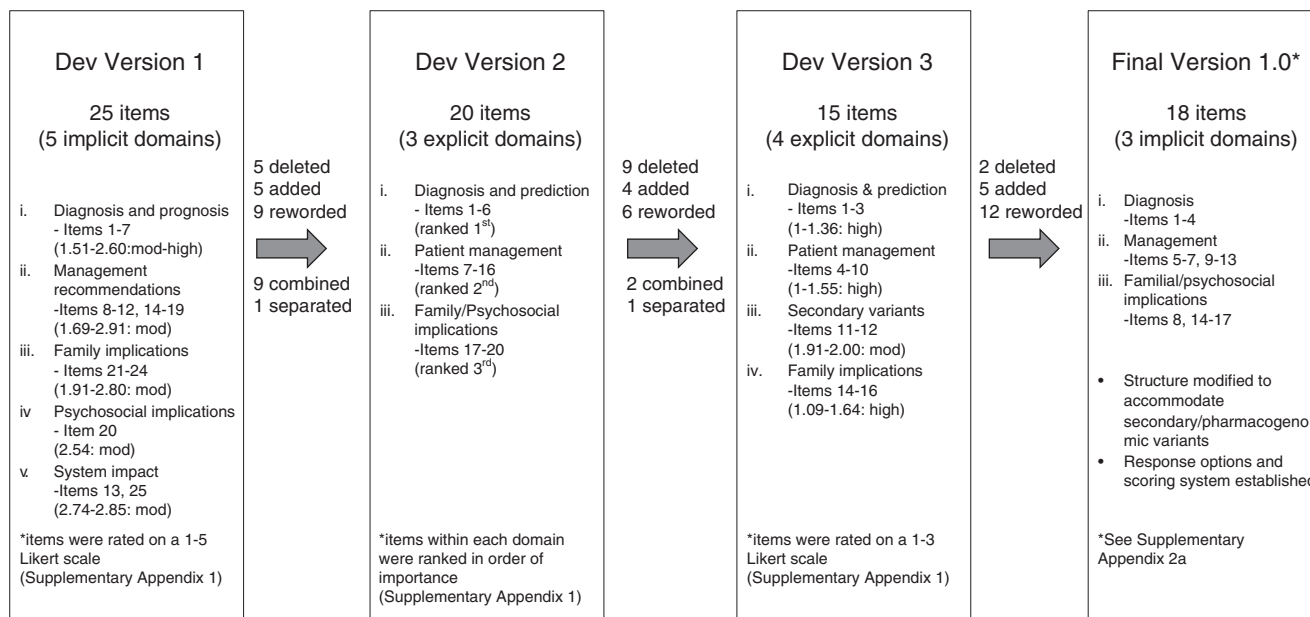 Dev Version 1
25 items
(5 implicit domains)
i. Diagnosis and prognosis
- Items 1-7
(1.51-2.60:mod-high)
ii. Management
recommendations
-Items 8-12, 14-19
(1.69-2.91: mod)
iii. Family implications
- Items 21-24
(1.91-2.80: mod)
iv Psychosocial implications
- Item 20
(2.54: mod)
v. System impact
-Items 13, 25
(2.74-2.85: mod)
*items were rated on a 1-5
Likert scale
(Supplementary Appendix 1)
5 deleted
5 added
9 reworded
9 combined
1 separated
Dev Version 2
20 items
(3 explicit domains)
i. Diagnosis and prediction
- Items 1-6
(ranked 1st)
ii. Patient management
-Items 7-16
(ranked 2nd)
iii. Family/Psychosocial
implications
-Items 17-20
(ranked 3rd)
*items within each domain
were ranked in order of
importance
(Supplementary Appendix 1)
9 deleted
4 added
6 reworded
2 combined
1 separated
Dev Version 3
15 items
(4 explicit domains)
i. Diagnosis & prediction
- Items 1-3
(1-1.36: high)
ii. Patient management
-Items 4-10
(1-1.55: high)
iii. Secondary variants
-Items 11-12
(1.91-2.00: mod)
iv. Family implications
-Items 14-16
(1.09-1.64: high)
*items were rated on a 1-3
Likert scale
(Supplementary Appendix 1)
2 deleted
5 added
12 reworded
Final Version 1.0*
18 items
(3 implicit domains)
i. Diagnosis
-Items 1-4
ii. Management
-Items 5-7, 9-13
iii. Familial/psychosocial
implications
-Items 8, 14-17
• Structure modified to
accommodate
secondary/pharmacogeno
mic variants
• Response options and
scoring system established
*See Supplementary
Appendix 2a